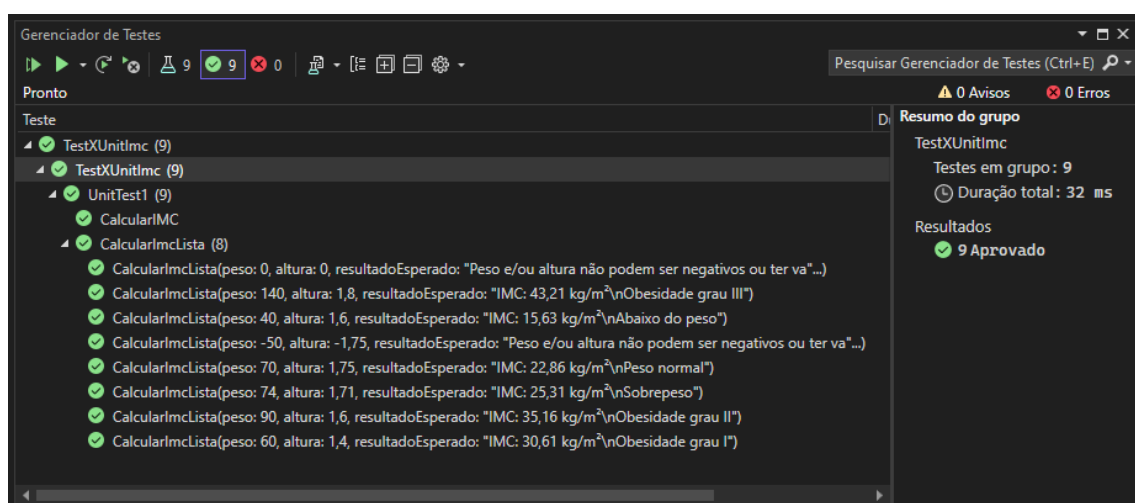 Gerenciador de Testes
9 9 0
Pesquisar Gerenciador de Testes (Ctrl+E)
Pronto
0 Avisos 0 Erros
Teste
Resumo do grupo
TestXUnitImc (9)
TestXUnitImc (9)
UnitTest1 (9)
CalcularIMC
CalcularImcLista (8)
CalcularImcLista(peso: 0, altura: 0, resultadoEsperado: "Peso e/ou altura não podem ser negativos ou ter va"...)
CalcularImcLista(peso: 140, altura: 1,8, resultadoEsperado: "IMC: 43,21 kg/m²\nObesidade grau III")
CalcularImcLista(peso: 40, altura: 1,6, resultadoEsperado: "IMC: 15,63 kg/m²\nAbaixo do peso")
CalcularImcLista(peso: -50, altura: -1,75, resultadoEsperado: "Peso e/ou altura não podem ser negativos ou ter va"...)
CalcularImcLista(peso: 70, altura: 1,75, resultadoEsperado: "IMC: 22,86 kg/m²\nPeso normal")
CalcularImcLista(peso: 74, altura: 1,71, resultadoEsperado: "IMC: 25,31 kg/m²\nSobrepeso")
CalcularImcLista(peso: 90, altura: 1,6, resultadoEsperado: "IMC: 35,16 kg/m²\nObesidade grau II")
CalcularImcLista(peso: 60, altura: 1,4, resultadoEsperado: "IMC: 30,61 kg/m²\nObesidade grau I")
TestXUnitImc
Testes em grupo: 9
Duração total: 32 ms
Resultados
9 Aprovado